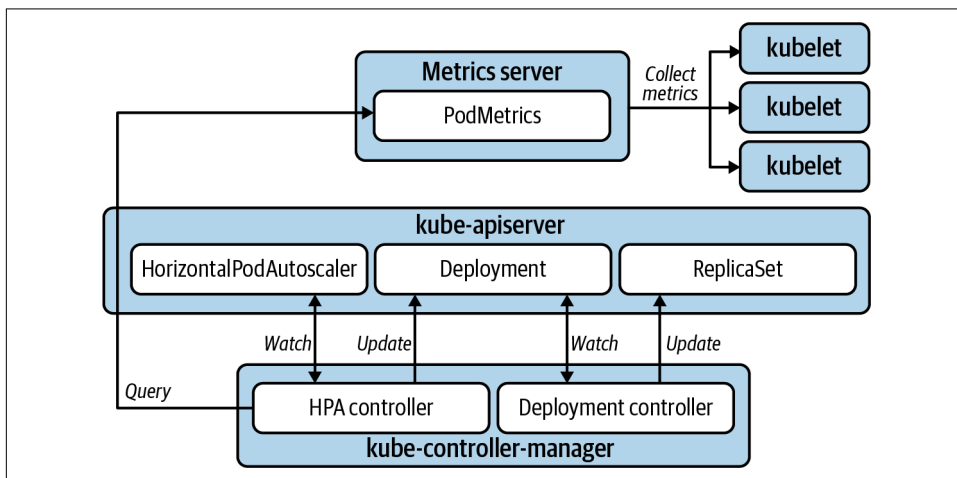 Metrics server
PodMetrics
Collect
metrics
kubelet
kubelet
kubelet
kube-apiserver
HorizontalPodAutoscaler
Deployment
ReplicaSet
Watch
Update
Watch
Update
Query
HPA controller
Deployment controller
kube-controller-manager